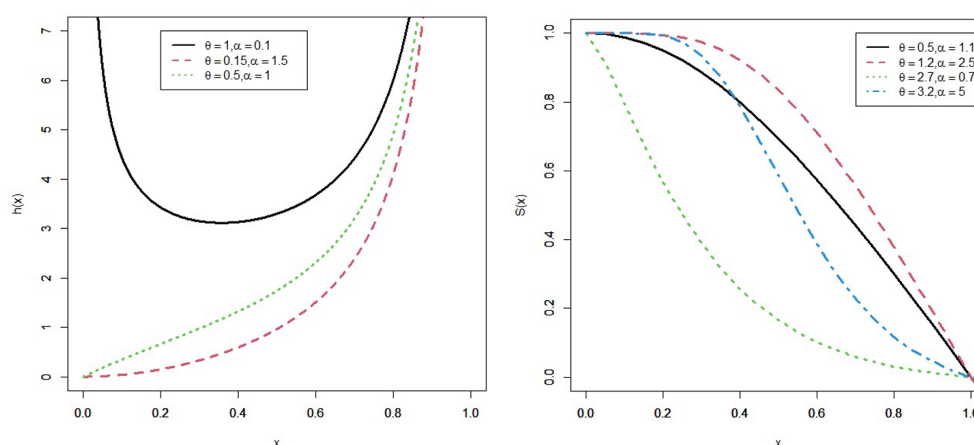 θ = 1,α = 0.1
θ = 0.15,α = 1.5
θ = 0.5,α = 1
h(x)
0 1 2 3 4 5 6 7
0.0 0.2 0.4 0.6 0.8 1.0
x
θ = 0.5,α = 1.1
θ = 1.2,α = 2.5
θ = 2.7,α = 0.7
θ = 3.2,α = 5
S(x)
0.0 0.2 0.4 0.6 0.8 1.0
0.0 0.2 0.4 0.6 0.8 1.0
x